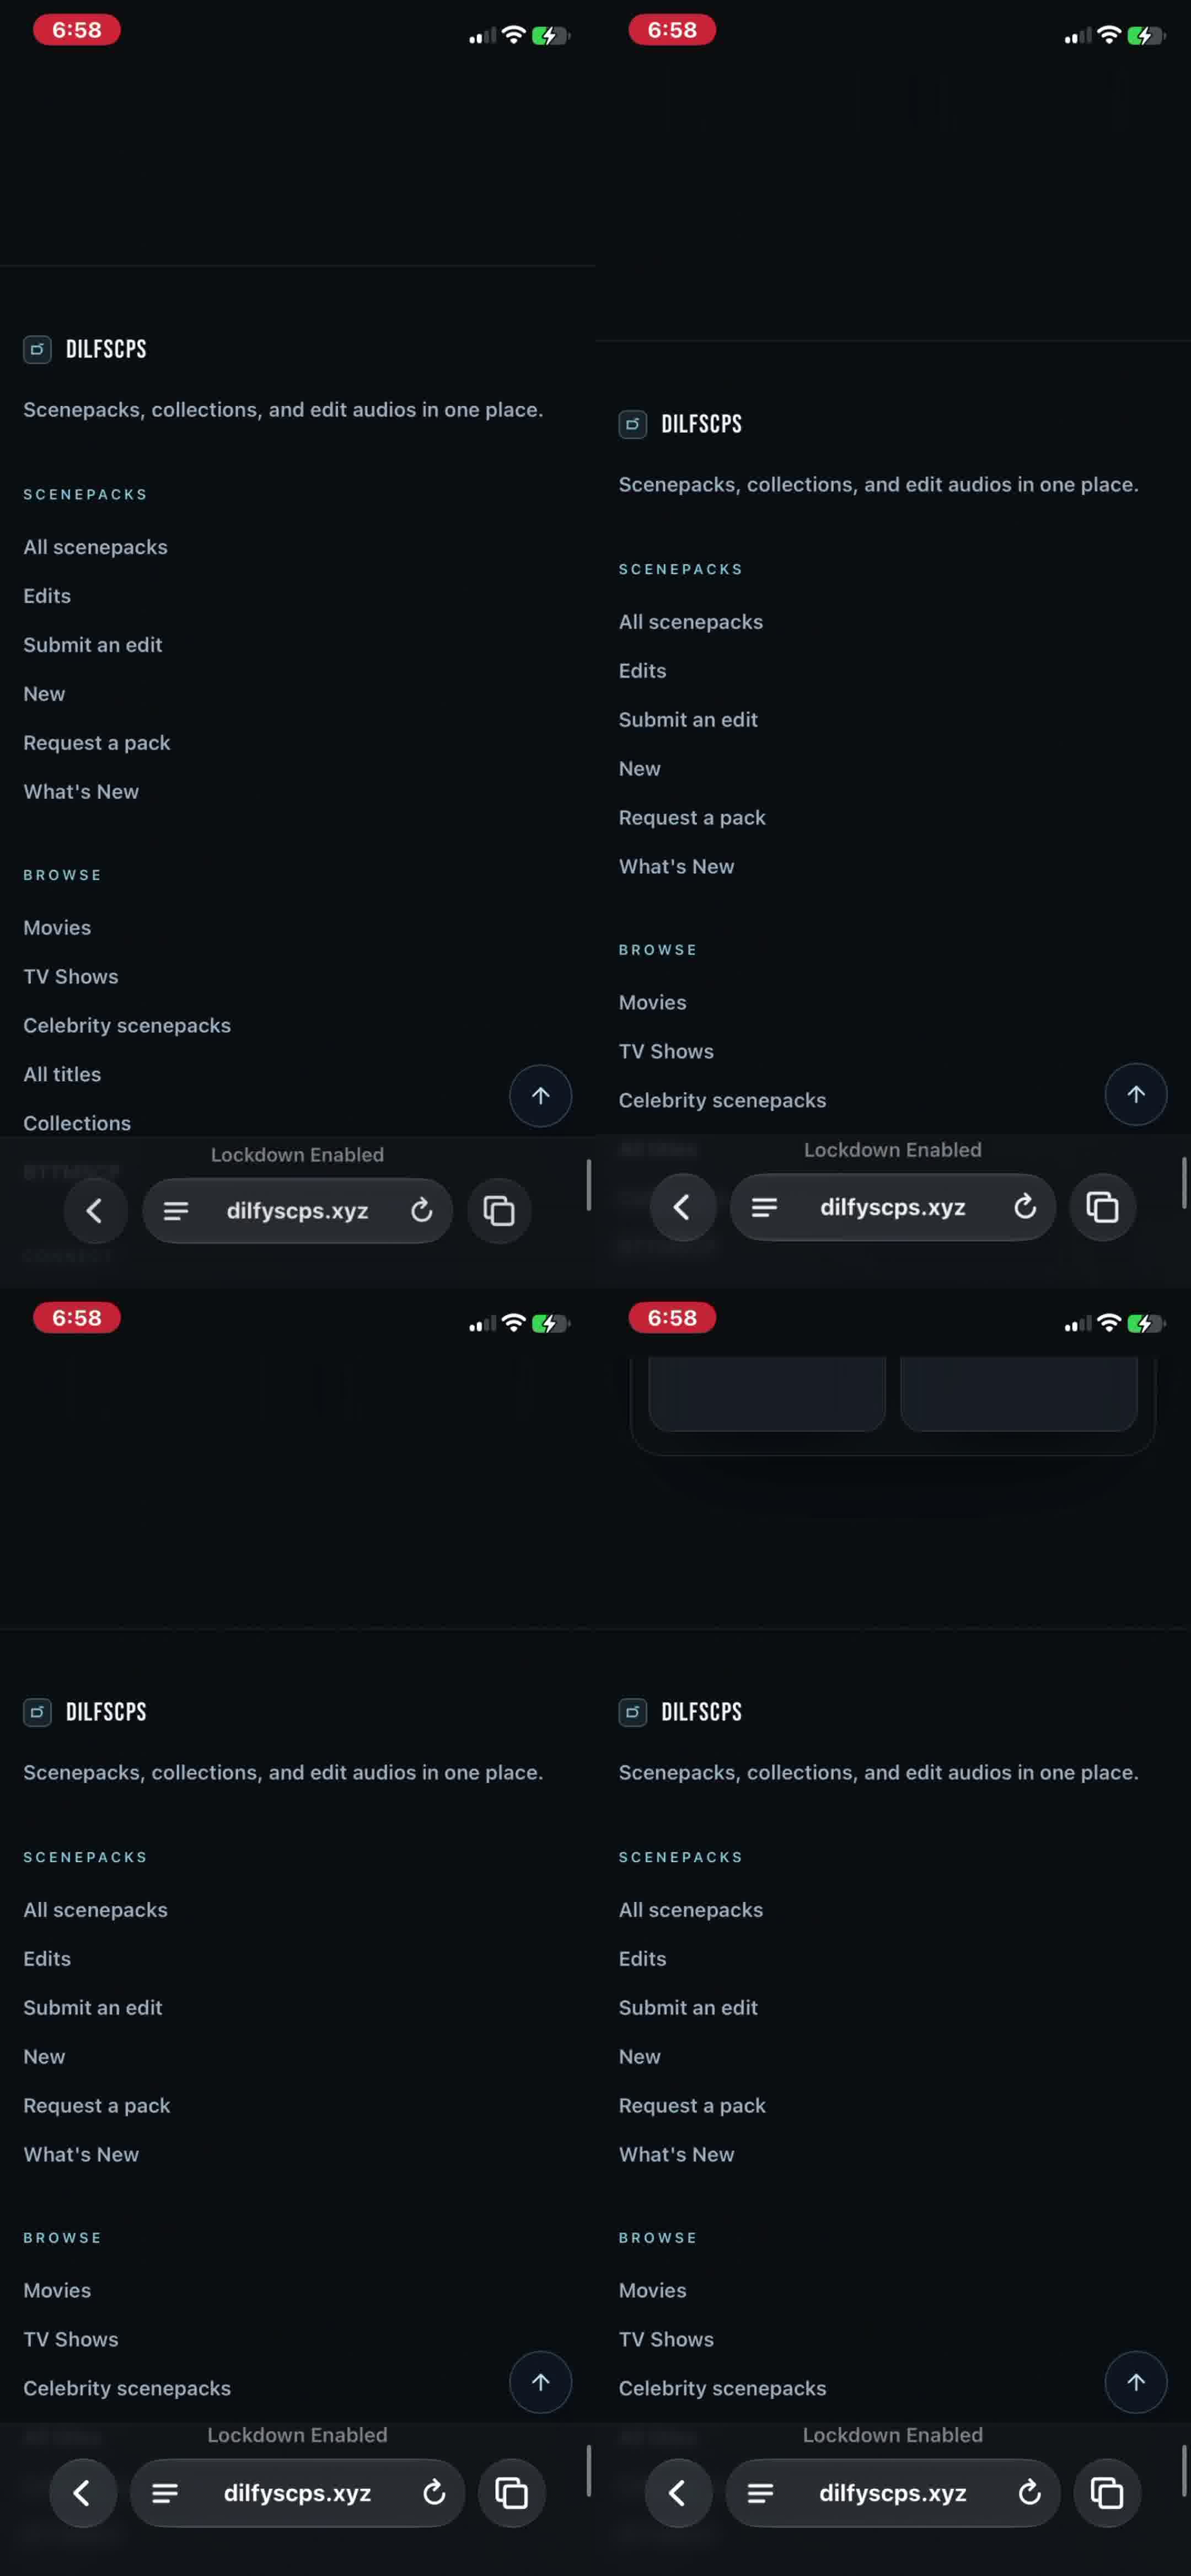 6:58
DILFSCPS
Scenepacks, collections, and edit audios in one place.
SCENEPACKS
All scenepacks
Edits
Submit an edit
New
Request a pack
What's New
BROWSE
Movies
TV Shows
Celebrity scenepacks
All titles
Collections
Lockdown Enabled
dilfyscps.xyz
CONNECT
6:58
DILFSCPS
Scenepacks, collections, and edit audios in one place.
SCENEPACKS
All scenepacks
Edits
Submit an edit
New
Request a pack
What's New
BROWSE
Movies
TV Shows
Celebrity scenepacks
Lockdown Enabled
dilfyscps.xyz
6:58
DILFSCPS
Scenepacks, collections, and edit audios in one place.
SCENEPACKS
All scenepacks
Edits
Submit an edit
New
Request a pack
What's New
BROWSE
Movies
TV Shows
Celebrity scenepacks
Lockdown Enabled
dilfyscps.xyz
6:58
DILFSCPS
Scenepacks, collections, and edit audios in one place.
SCENEPACKS
All scenepacks
Edits
Submit an edit
New
Request a pack
What's New
BROWSE
Movies
TV Shows
Celebrity scenepacks
Lockdown Enabled
dilfyscps.xyz